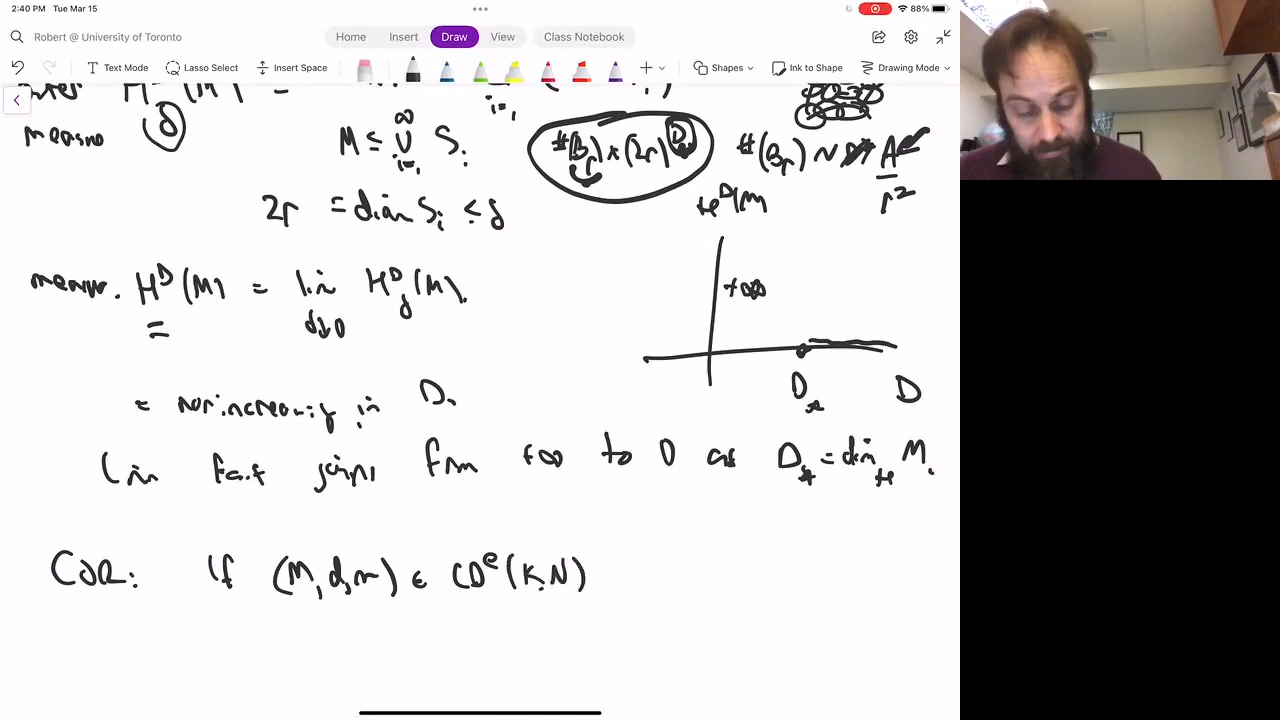 2:40 PM Tue Mar 15
88%
Robert @ University of Toronto
Home Insert Draw View Class Notebook
Text Mode Lasso Select Insert Space Shapes Ink to Shape Drawing Mode
measure δ
M ⊆ ∪ S_i
i=1
∞
#(B_r) × (2r)^D
#(B_r) ~ A
r²
2r = diam S_i ≤ δ
H^D(M)
measure. H^D(M) = lim H^D_δ(M).
δ↓0
+∞
D_* D
= nonincreasing in D.
(in fact jumps from +∞ to 0 at D_* = dim_H M.
COR: If (M,d,m) ∈ CD^e(K,N)